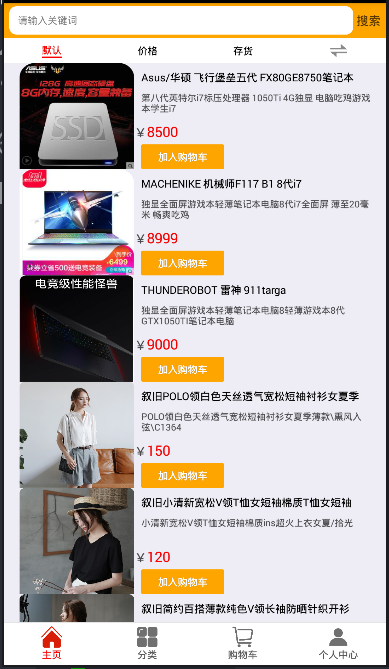 请输入关键词
搜索
默认
价格
存货
ASUS
128G 高速固态硬盘
8G内存,速度,容量兼备
SSD
Asus/华硕 飞行堡垒五代 FX80GE8750笔记本
第八代英特尔i7标压处理器 1050Ti 4G独显 电脑吃鸡游戏
本学生i7
￥8500
加入购物车
MACHENIKE 机械师F117 B1 8代i7
独显全面屏游戏本轻薄笔记本电脑8代i7全面屏 薄至20毫
米 畅爽吃鸡
￥8999
加入购物车
领券立省500送电竞装备
6499
电竞级性能怪兽
THUNDEROBOT 雷神 911targa
独显全面屏游戏本轻薄笔记本电脑8轻薄游戏本8代
GTX1050TI笔记本电脑
￥9000
加入购物车
叙旧POLO领白色天丝透气宽松短袖衬衫女夏季
POLO领白色天丝透气宽松短袖衬衫女夏季薄款\熏风入
弦\C1364
￥150
加入购物车
叙旧小清新宽松V领T恤女短袖棉质T恤女短袖
小清新宽松V领T恤女短袖棉质ins超火上衣女夏/拾光
￥120
加入购物车
叙旧简约百搭薄款纯色V领长袖防晒针织开衫
主页
分类
购物车
个人中心